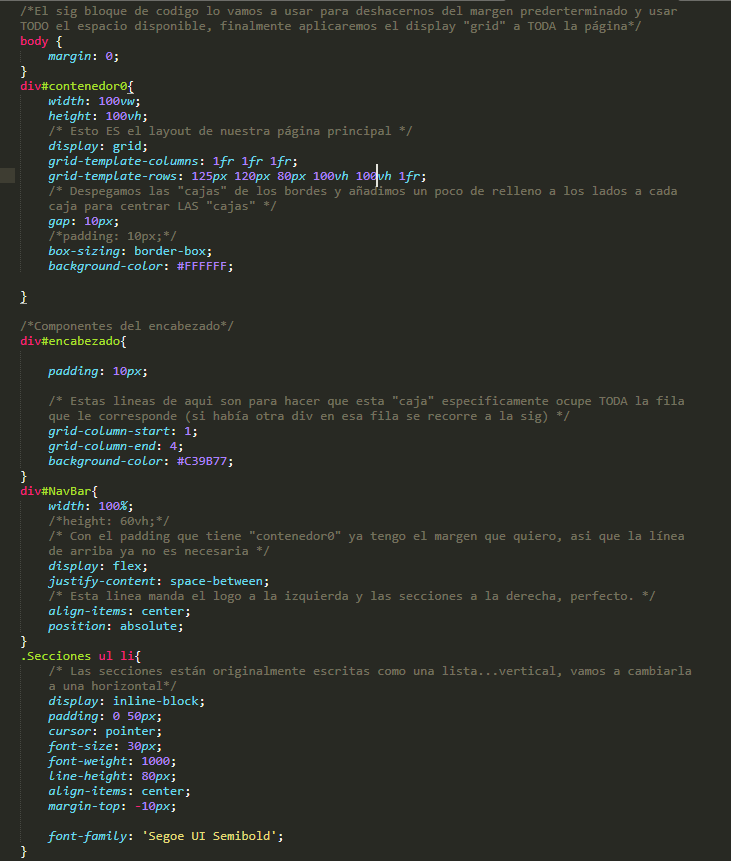 /*El sig bloque de codigo lo vamos a usar para deshacernos del margen prederterminado y usar
TODO el espacio disponible, finalmente aplicaremos el display "grid" a TODA la página*/
body {
margin: 0;
}
div#contenedor0{
width: 100vw;
height: 100vh;
/* Esto ES el layout de nuestra página principal */
display: grid;
grid-template-columns: 1fr 1fr 1fr;
grid-template-rows: 125px 120px 80px 100vh 100vh 1fr;
/* Despegamos las "cajas" de los bordes y añadimos un poco de relleno a los lados a cada
caja para centrar LAS "cajas" */
gap: 10px;
/*padding: 10px;*/
box-sizing: border-box;
background-color: #FFFFFF;
}
/*Componentes del encabezado*/
div#encabezado{
padding: 10px;
/* Estas lineas de aqui son para hacer que esta "caja" especificamente ocupe TODA la fila
que le corresponde (si había otra div en esa fila se recorre a la sig) */
grid-column-start: 1;
grid-column-end: 4;
background-color: #C39B77;
}
div#NavBar{
width: 100%;
/*height: 60vh;*/
/* Con el padding que tiene "contenedor0" ya tengo el margen que quiero, asi que la línea
de arriba ya no es necesaria */
display: flex;
justify-content: space-between;
/* Esta linea manda el logo a la izquierda y las secciones a la derecha, perfecto. */
align-items: center;
position: absolute;
}
.Secciones ul li{
/* Las secciones están originalmente escritas como una lista...vertical, vamos a cambiarla
a una horizontal*/
display: inline-block;
padding: 0 50px;
cursor: pointer;
font-size: 30px;
font-weight: 1000;
line-height: 80px;
align-items: center;
margin-top: -10px;
font-family: 'Segoe UI Semibold';
}